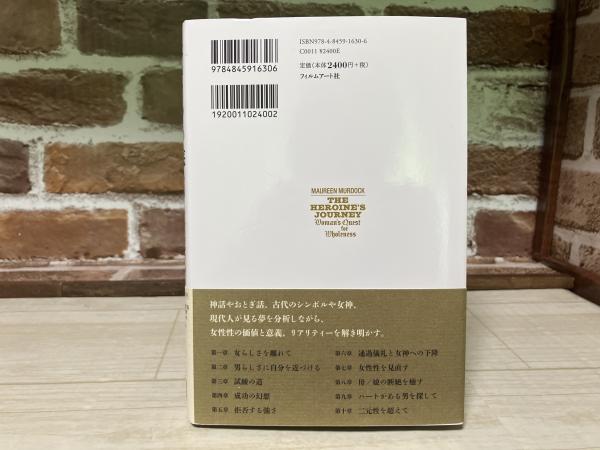 ISBN978-4-8459-1630-6
C0011 ¥2400E
定価(本体2400円+税)
フィルムアート社
9784845916306
1920011024002
MAUREEN MURDOCK
THE
HEROINE'S
JOURNEY
Woman's Quest
for
Wholeness
神話やおとぎ話、古代のシンボルや女神、
現代人が見る夢を分析しながら、
女性性の価値と意義、リアリティーを解き明かす。
第一章 女らしさを離れて
第二章 男らしさに自分を近づける
第三章 試練の道
第四章 成功の幻想
第五章 拒否する強さ
第六章 通過儀礼と女神への下降
第七章 女性性を見直す
第八章 母/娘の断絶を癒す
第九章 ハートがある男を探して
第十章 二元性を超えて